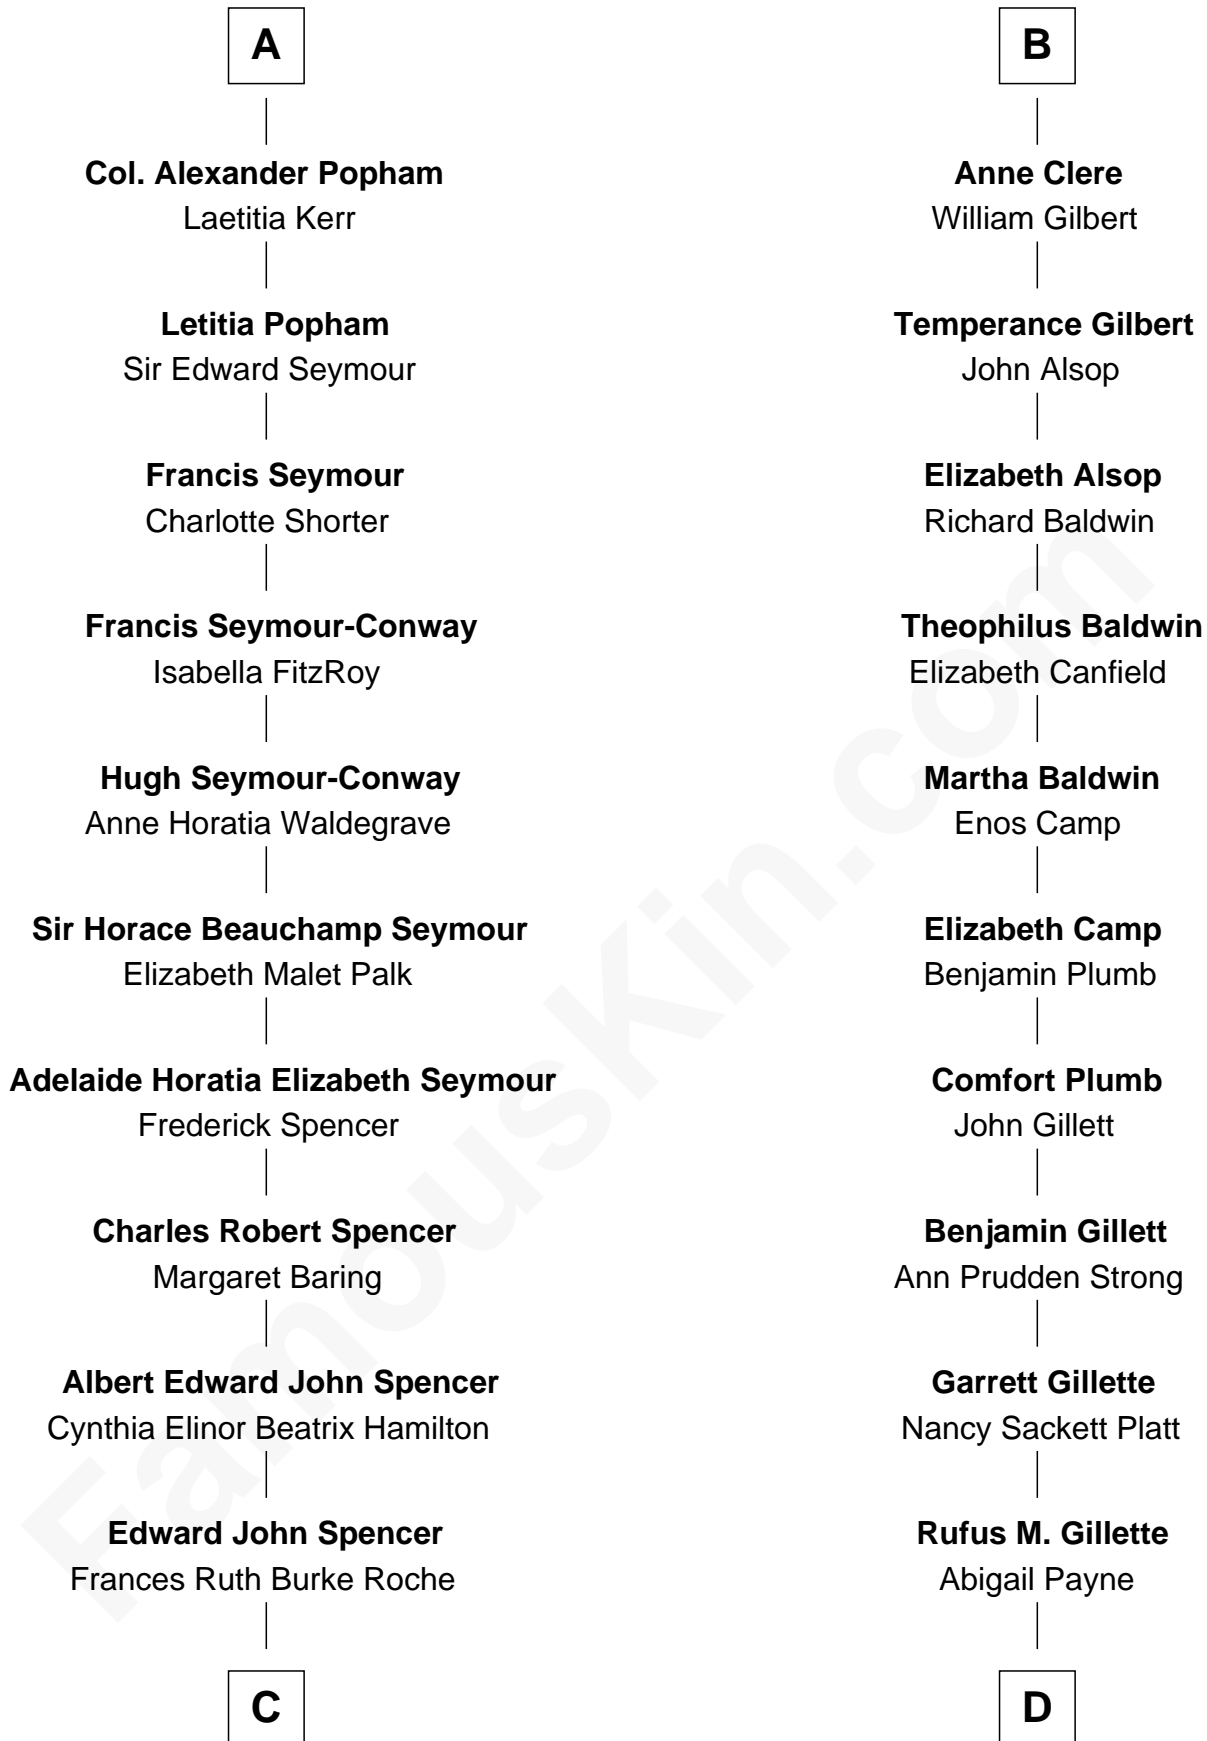 A
Col. Alexander Popham
Laetitia Kerr
Letitia Popham
Sir Edward Seymour
Francis Seymour
Charlotte Shorter
Francis Seymour-Conway
Isabella FitzRoy
Hugh Seymour-Conway
Anne Horatia Waldegrave
Sir Horace Beauchamp Seymour
Elizabeth Malet Palk
Adelaide Horatia Elizabeth Seymour
Frederick Spencer
Charles Robert Spencer
Margaret Baring
Albert Edward John Spencer
Cynthia Elinor Beatrix Hamilton
Edward John Spencer
Frances Ruth Burke Roche
C
B
Anne Clere
William Gilbert
Temperance Gilbert
John Alsop
Elizabeth Alsop
Richard Baldwin
Theophilus Baldwin
Elizabeth Canfield
Martha Baldwin
Enos Camp
Elizabeth Camp
Benjamin Plumb
Comfort Plumb
John Gillett
Benjamin Gillett
Ann Prudden Strong
Garrett Gillette
Nancy Sackett Platt
Rufus M. Gillette
Abigail Payne
D
FamousKin.com